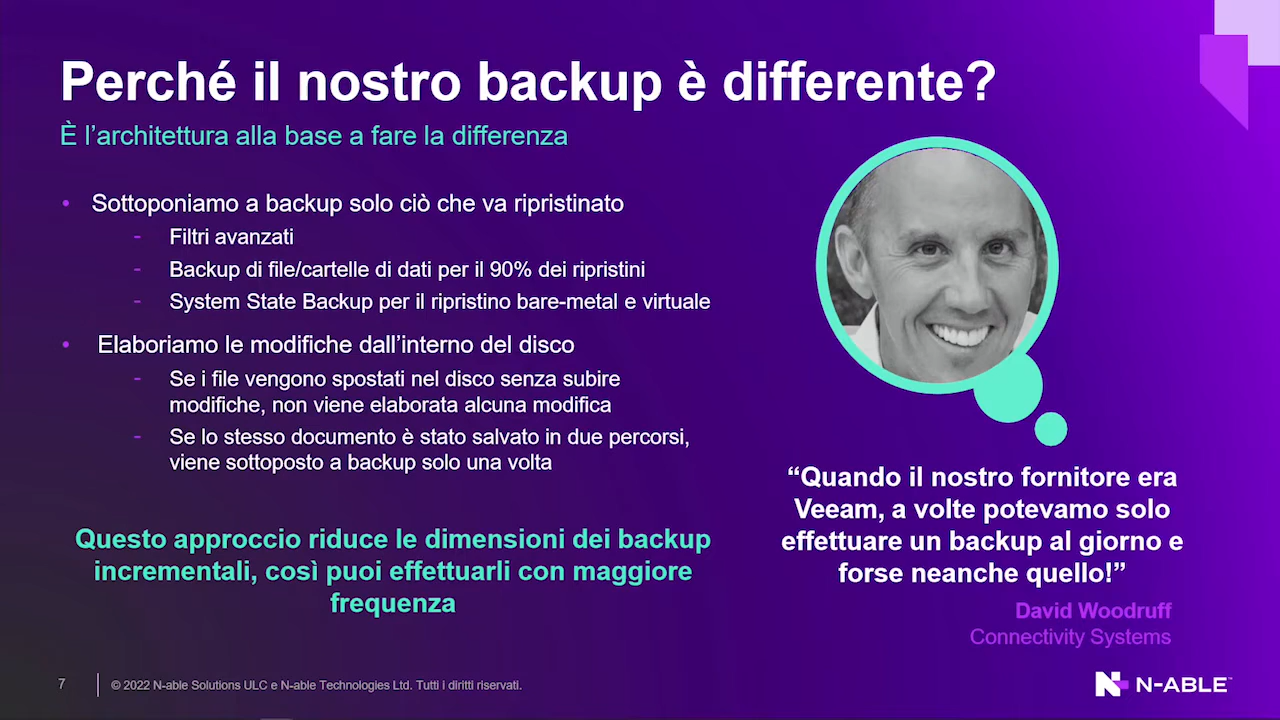 Perché il nostro backup è differente?
È l’architettura alla base a fare la differenza
• Sottoponiamo a backup solo ciò che va ripristinato
- Filtri avanzati
- Backup di file/cartelle di dati per il 90% dei ripristini
- System State Backup per il ripristino bare-metal e virtuale
• Elaboriamo le modifiche dall’interno del disco
- Se i file vengono spostati nel disco senza subire
modifiche, non viene elaborata alcuna modifica
- Se lo stesso documento è stato salvato in due percorsi,
viene sottoposto a backup solo una volta
Questo approccio riduce le dimensioni dei backup
incrementali, così puoi effettuarli con maggiore
frequenza
“Quando il nostro fornitore era
Veeam, a volte potevamo solo
effettuare un backup al giorno e
forse neanche quello!”
David Woodruff
Connectivity Systems
7
© 2022 N-able Solutions ULC e N-able Technologies Ltd. Tutti i diritti riservati.
N-ABLE™